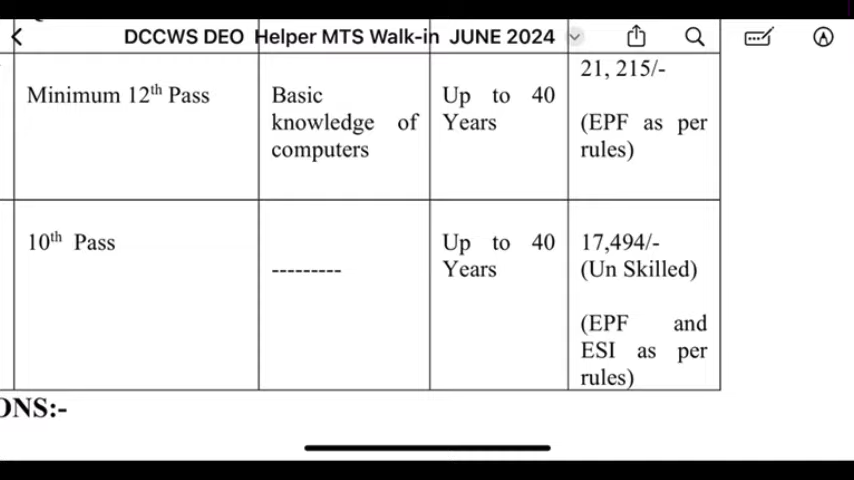 DCCWS DEO Helper MTS Walk-in JUNE 2024
Minimum 12th Pass
Basic
knowledge of
computers
Up to 40
Years
21, 215/-
(EPF as per
rules)
10th Pass
---------
Up to 40
Years
17,494/-
(Un Skilled)
(EPF and
ESI as per
rules)
ONS:-